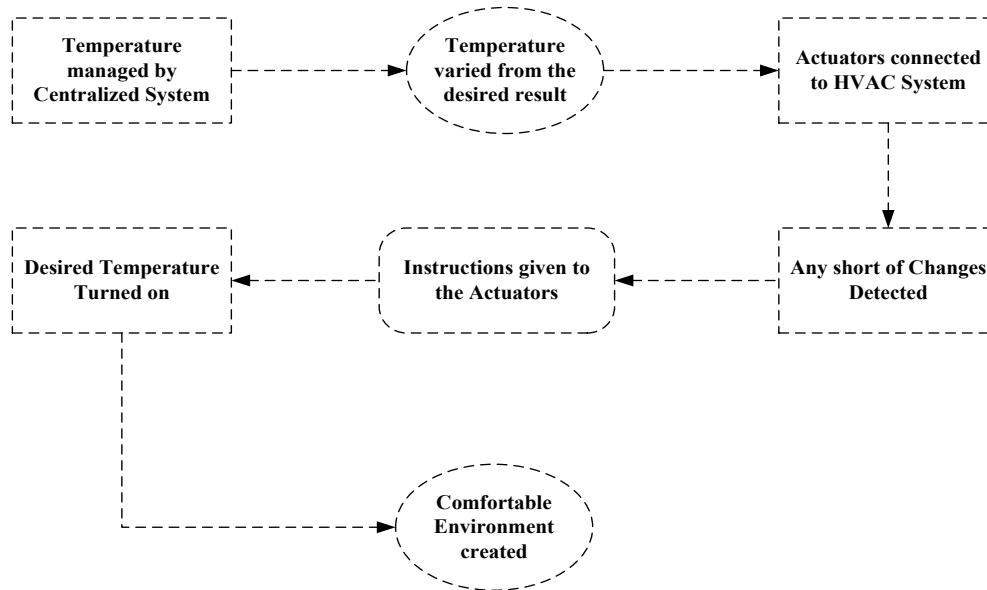 Temperature
managed by
Centralized System
Temperature
varied from the
desired result
Actuators connected
to HVAC System
Any short of Changes
Detected
Instructions given to
the Actuators
Desired Temperature
Turned on
Comfortable
Environment
created